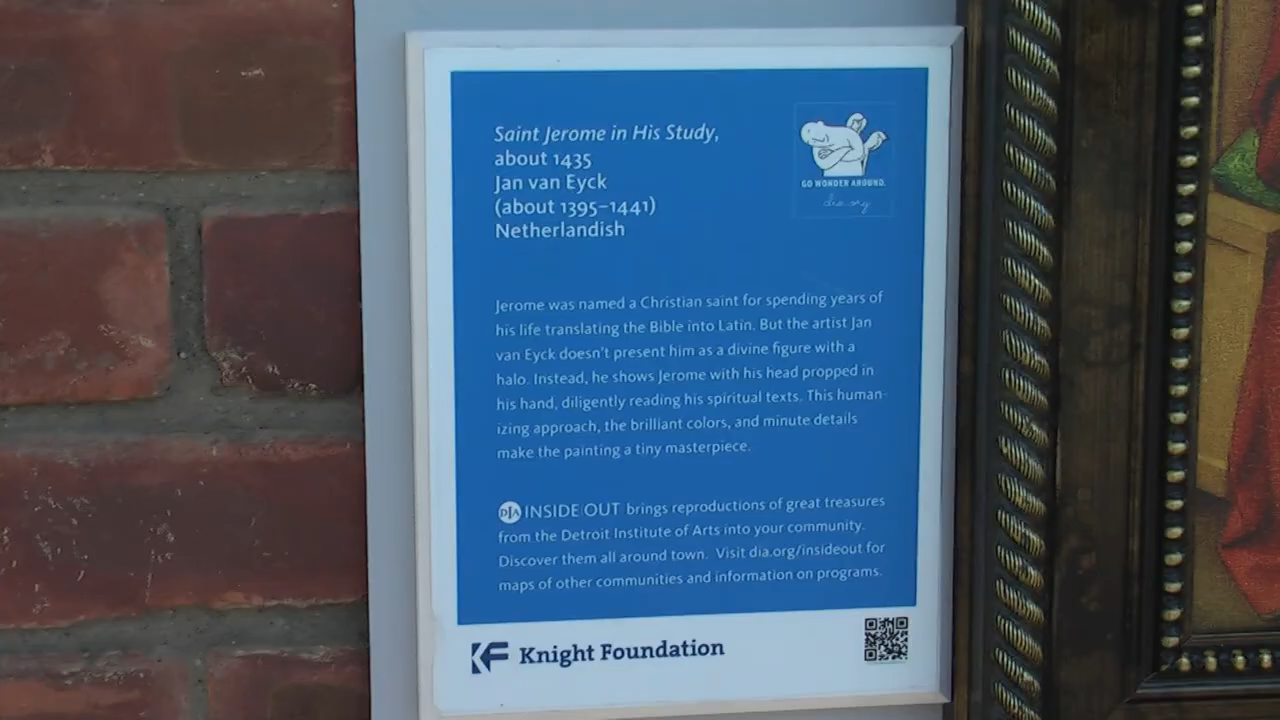 Saint Jerome in His Study,
about 1435
Jan van Eyck
(about 1395–1441)
Netherlandish
GO WONDER AROUND.
dia.org
Jerome was named a Christian saint for spending years of
his life translating the Bible into Latin. But the artist Jan
van Eyck doesn't present him as a divine figure with a
halo. Instead, he shows Jerome with his head propped in
his hand, diligently reading his spiritual texts. This human-
izing approach, the brilliant colors, and minute details
make the painting a tiny masterpiece.
DIA INSIDE OUT brings reproductions of great treasures
from the Detroit Institute of Arts into your community.
Discover them all around town. Visit dia.org/insideout for
maps of other communities and information on programs.
KF Knight Foundation